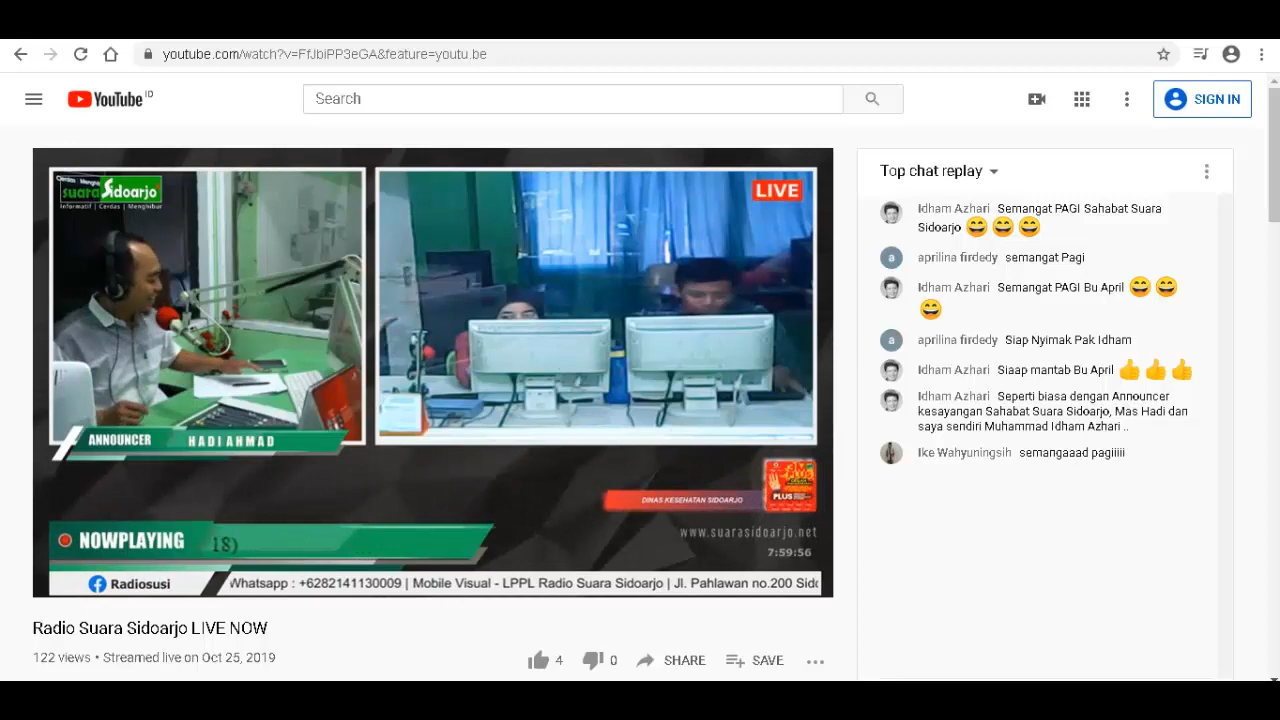 youtube.com/watch?v=FfJbiPP3eGA&feature=youtu.be
YouTube ID
Search
SIGN IN
suara Sidoarjo
Informatif | Cerdas | Menghibur
LIVE
ANNOUNCER HADI AHMAD
DINAS KESEHATAN SIDOARJO
PLUS
www.suarasidoarjo.net
7:59:56
NOWPLAYING 18)
Radiosusi
Whatsapp : +6282141130009 | Mobile Visual - LPPL Radio Suara Sidoarjo | Jl. Pahlawan no.200 Sido
Radio Suara Sidoarjo LIVE NOW
122 views • Streamed live on Oct 25, 2019
4
0
SHARE
SAVE
Top chat replay
Idham Azhari Semangat PAGI Sahabat Suara
Sidoarjo 😄 😄 😄
aprilina firdedy semangat Pagi
Idham Azhari Semangat PAGI Bu April 😄 😄
😄
aprilina firdedy Siap Nyimak Pak Idham
Idham Azhari Siaap mantab Bu April 👍 👍 👍
Idham Azhari Seperti biasa dengan Announcer
kesayangan Sahabat Suara Sidoarjo, Mas Hadi dan
saya sendiri Muhammad Idham Azhari ..
Ike Wahyuningsih semangaaad pagiiiii